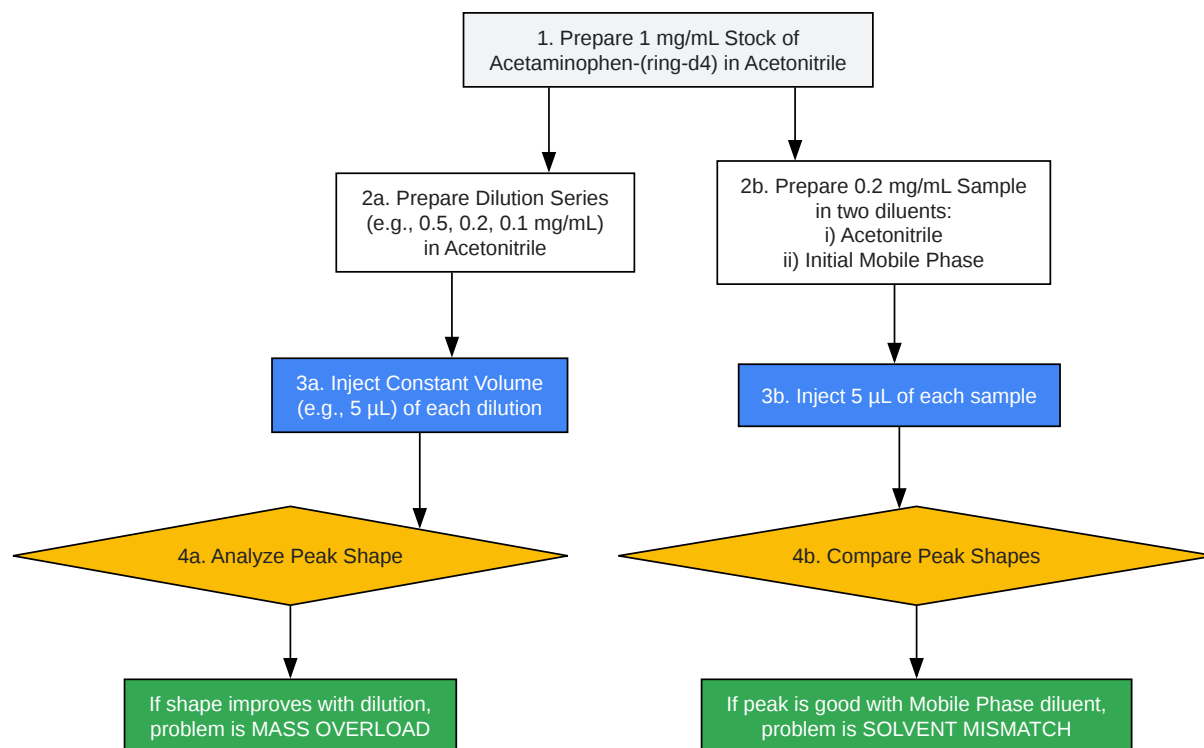 1. Prepare 1 mg/mL Stock of
Acetaminophen-(ring-d4) in Acetonitrile
2a. Prepare Dilution Series
(e.g., 0.5, 0.2, 0.1 mg/mL)
in Acetonitrile
2b. Prepare 0.2 mg/mL Sample
in two diluents:
i) Acetonitrile
ii) Initial Mobile Phase
3a. Inject Constant Volume
(e.g., 5 µL) of each dilution
3b. Inject 5 µL of each sample
4a. Analyze Peak Shape
4b. Compare Peak Shapes
If shape improves with dilution,
problem is MASS OVERLOAD
If peak is good with Mobile Phase diluent,
problem is SOLVENT MISMATCH